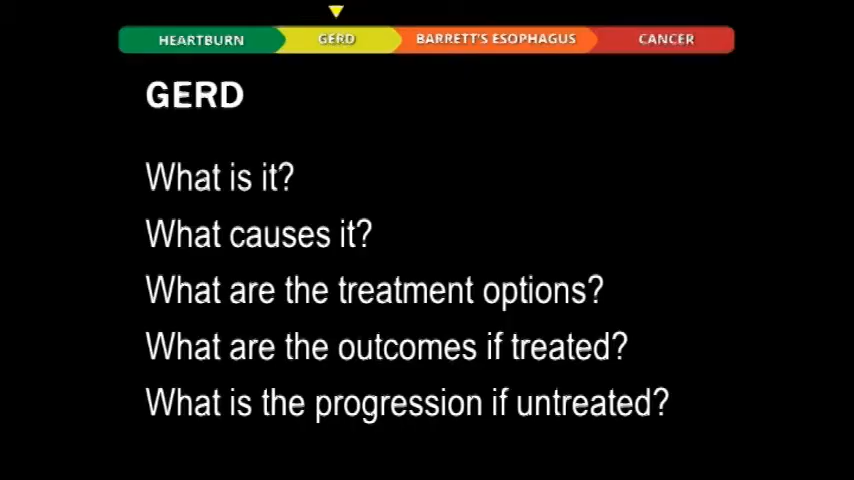 HEARTBURN GERD BARRETT'S ESOPHAGUS CANCER
GERD
What is it?
What causes it?
What are the treatment options?
What are the outcomes if treated?
What is the progression if untreated?